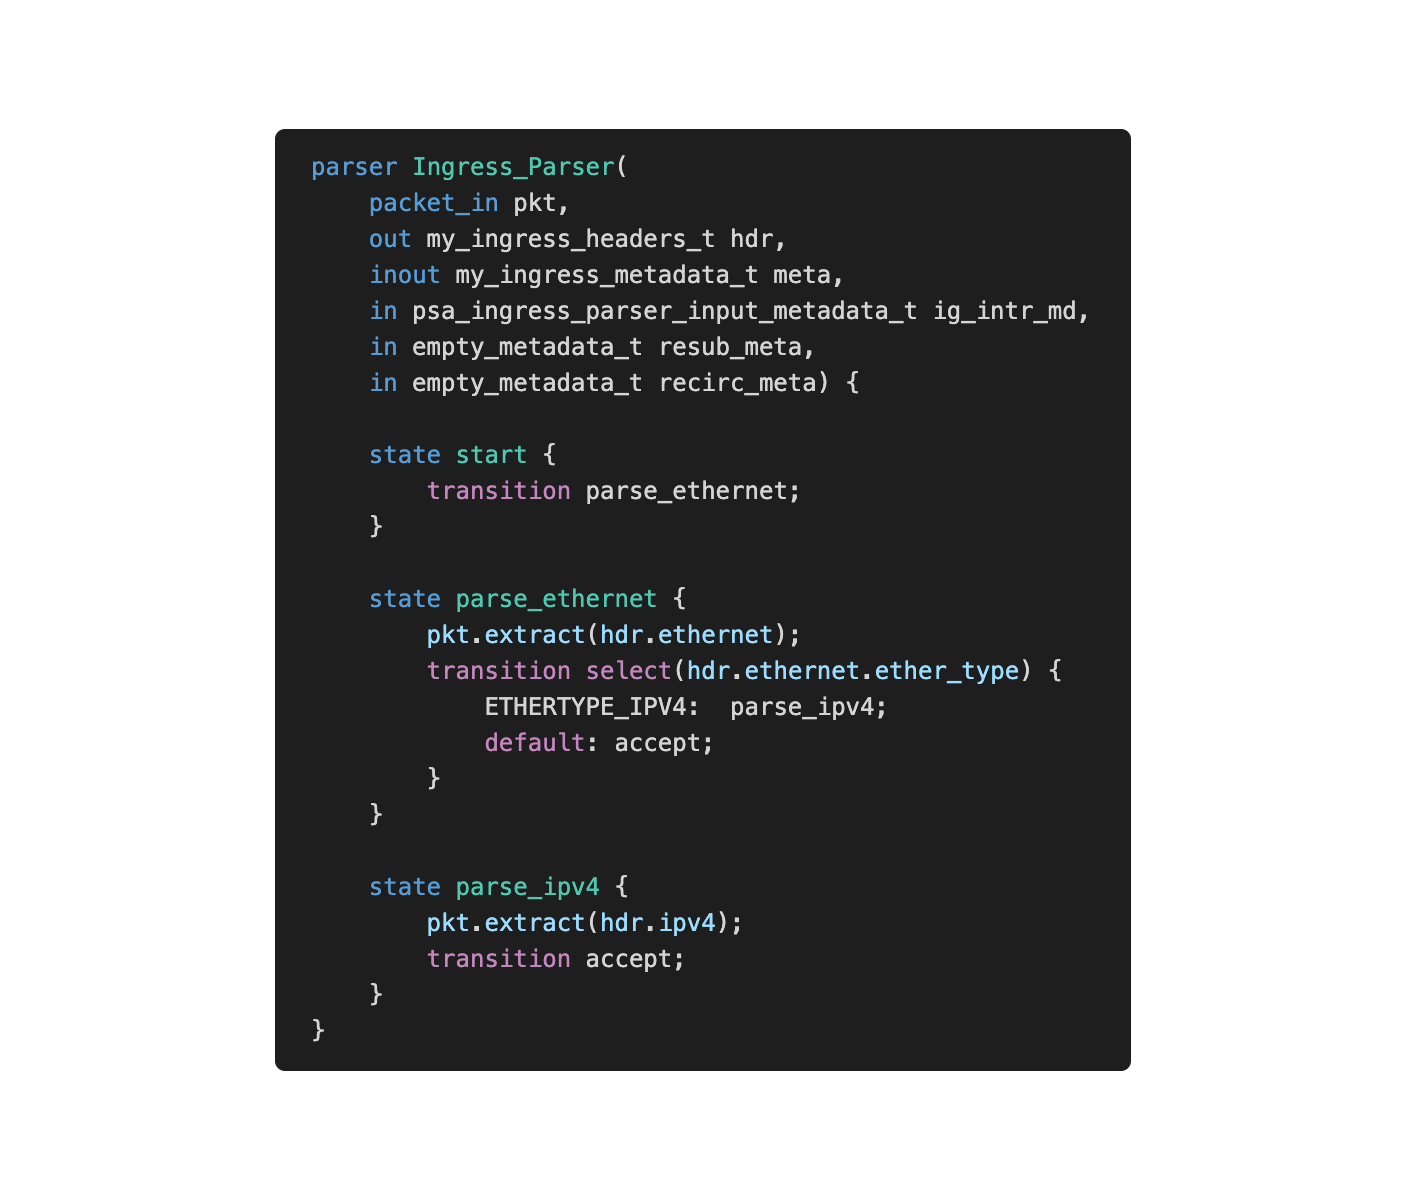 parser Ingress_Parser(
    packet_in pkt,
    out my_ingress_headers_t hdr,
    inout my_ingress_metadata_t meta,
    in psa_ingress_parser_input_metadata_t ig_intr_md,
    in empty_metadata_t resub_meta,
    in empty_metadata_t recirc_meta) {

    state start {
        transition parse_ethernet;
    }

    state parse_ethernet {
        pkt.extract(hdr.ethernet);
        transition select(hdr.ethernet.ether_type) {
            ETHERTYPE_IPV4:  parse_ipv4;
            default: accept;
        }
    }

    state parse_ipv4 {
        pkt.extract(hdr.ipv4);
        transition accept;
    }
}